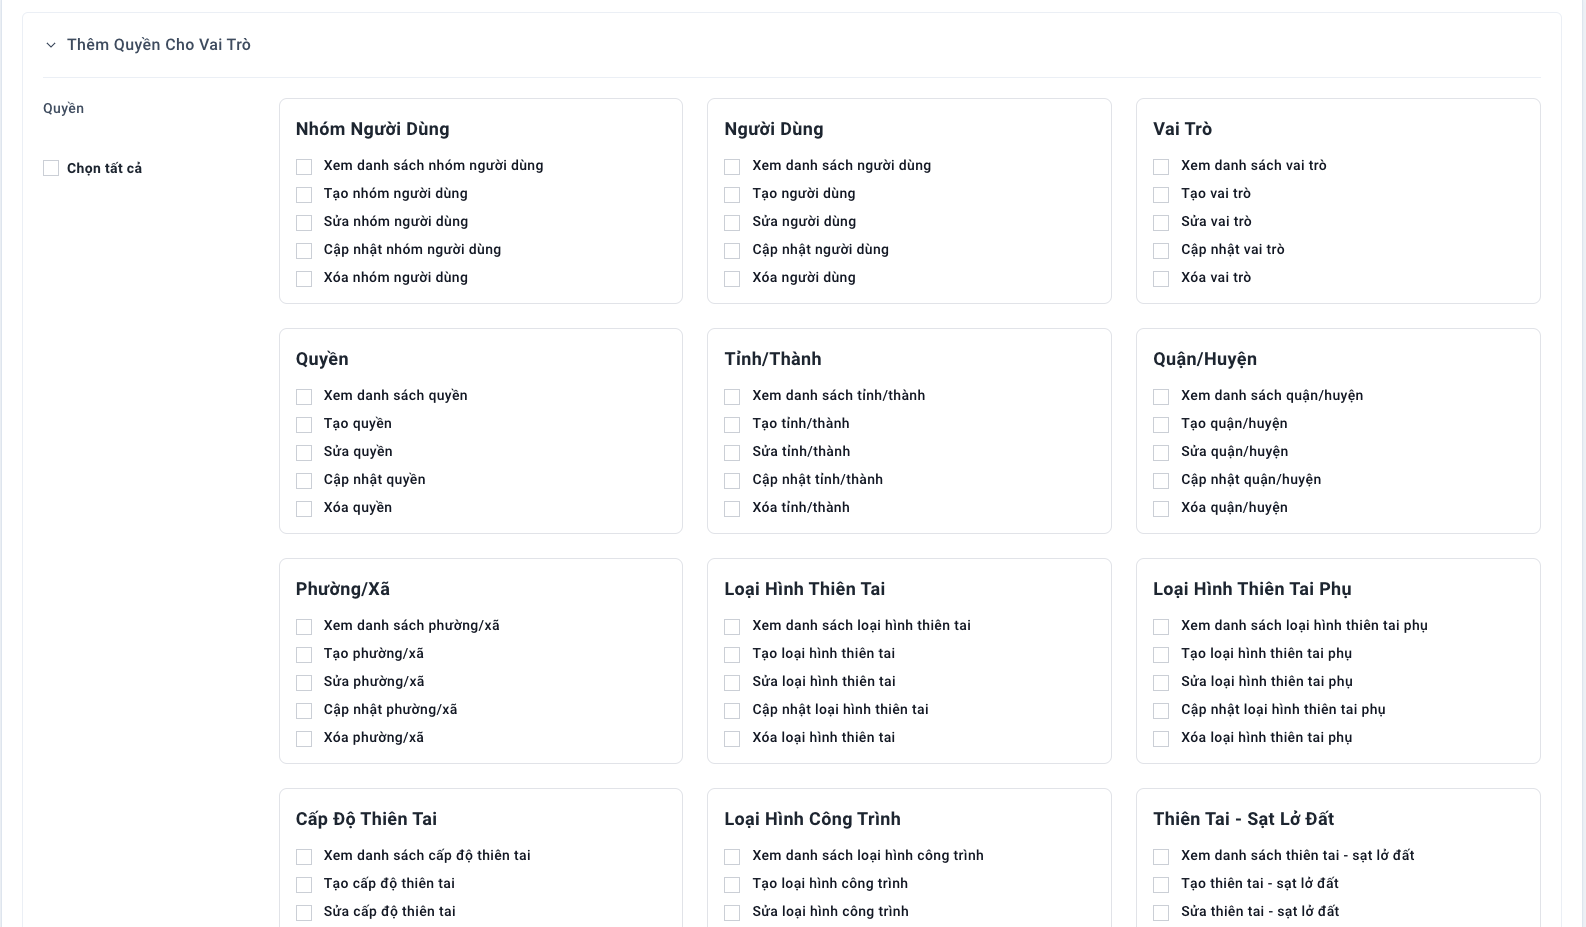 Thêm Quyền Cho Vai Trò
Quyền
Chọn tất cả
Nhóm Người Dùng
Xem danh sách nhóm người dùng
Tạo nhóm người dùng
Sửa nhóm người dùng
Cập nhật nhóm người dùng
Xóa nhóm người dùng
Người Dùng
Xem danh sách người dùng
Tạo người dùng
Sửa người dùng
Cập nhật người dùng
Xóa người dùng
Vai Trò
Xem danh sách vai trò
Tạo vai trò
Sửa vai trò
Cập nhật vai trò
Xóa vai trò
Quyền
Xem danh sách quyền
Tạo quyền
Sửa quyền
Cập nhật quyền
Xóa quyền
Tỉnh/Thành
Xem danh sách tỉnh/thành
Tạo tỉnh/thành
Sửa tỉnh/thành
Cập nhật tỉnh/thành
Xóa tỉnh/thành
Quận/Huyện
Xem danh sách quận/huyện
Tạo quận/huyện
Sửa quận/huyện
Cập nhật quận/huyện
Xóa quận/huyện
Phường/Xã
Xem danh sách phường/xã
Tạo phường/xã
Sửa phường/xã
Cập nhật phường/xã
Xóa phường/xã
Loại Hình Thiên Tai
Xem danh sách loại hình thiên tai
Tạo loại hình thiên tai
Sửa loại hình thiên tai
Cập nhật loại hình thiên tai
Xóa loại hình thiên tai
Loại Hình Thiên Tai Phụ
Xem danh sách loại hình thiên tai phụ
Tạo loại hình thiên tai phụ
Sửa loại hình thiên tai phụ
Cập nhật loại hình thiên tai phụ
Xóa loại hình thiên tai phụ
Cấp Độ Thiên Tai
Xem danh sách cấp độ thiên tai
Tạo cấp độ thiên tai
Sửa cấp độ thiên tai
Loại Hình Công Trình
Xem danh sách loại hình công trình
Tạo loại hình công trình
Sửa loại hình công trình
Thiên Tai - Sạt Lở Đất
Xem danh sách thiên tai - sạt lở đất
Tạo thiên tai - sạt lở đất
Sửa thiên tai - sạt lở đất